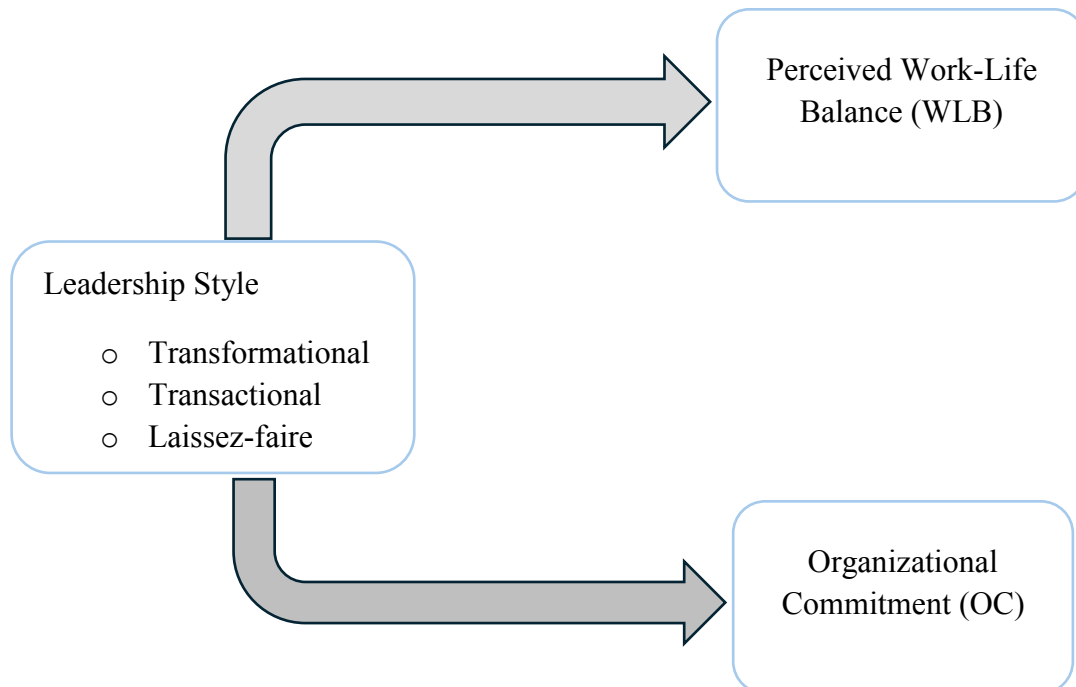 Perceived Work-Life
Balance (WLB)
Leadership Style
o Transformational
o Transactional
o Laissez-faire
Organizational
Commitment (OC)